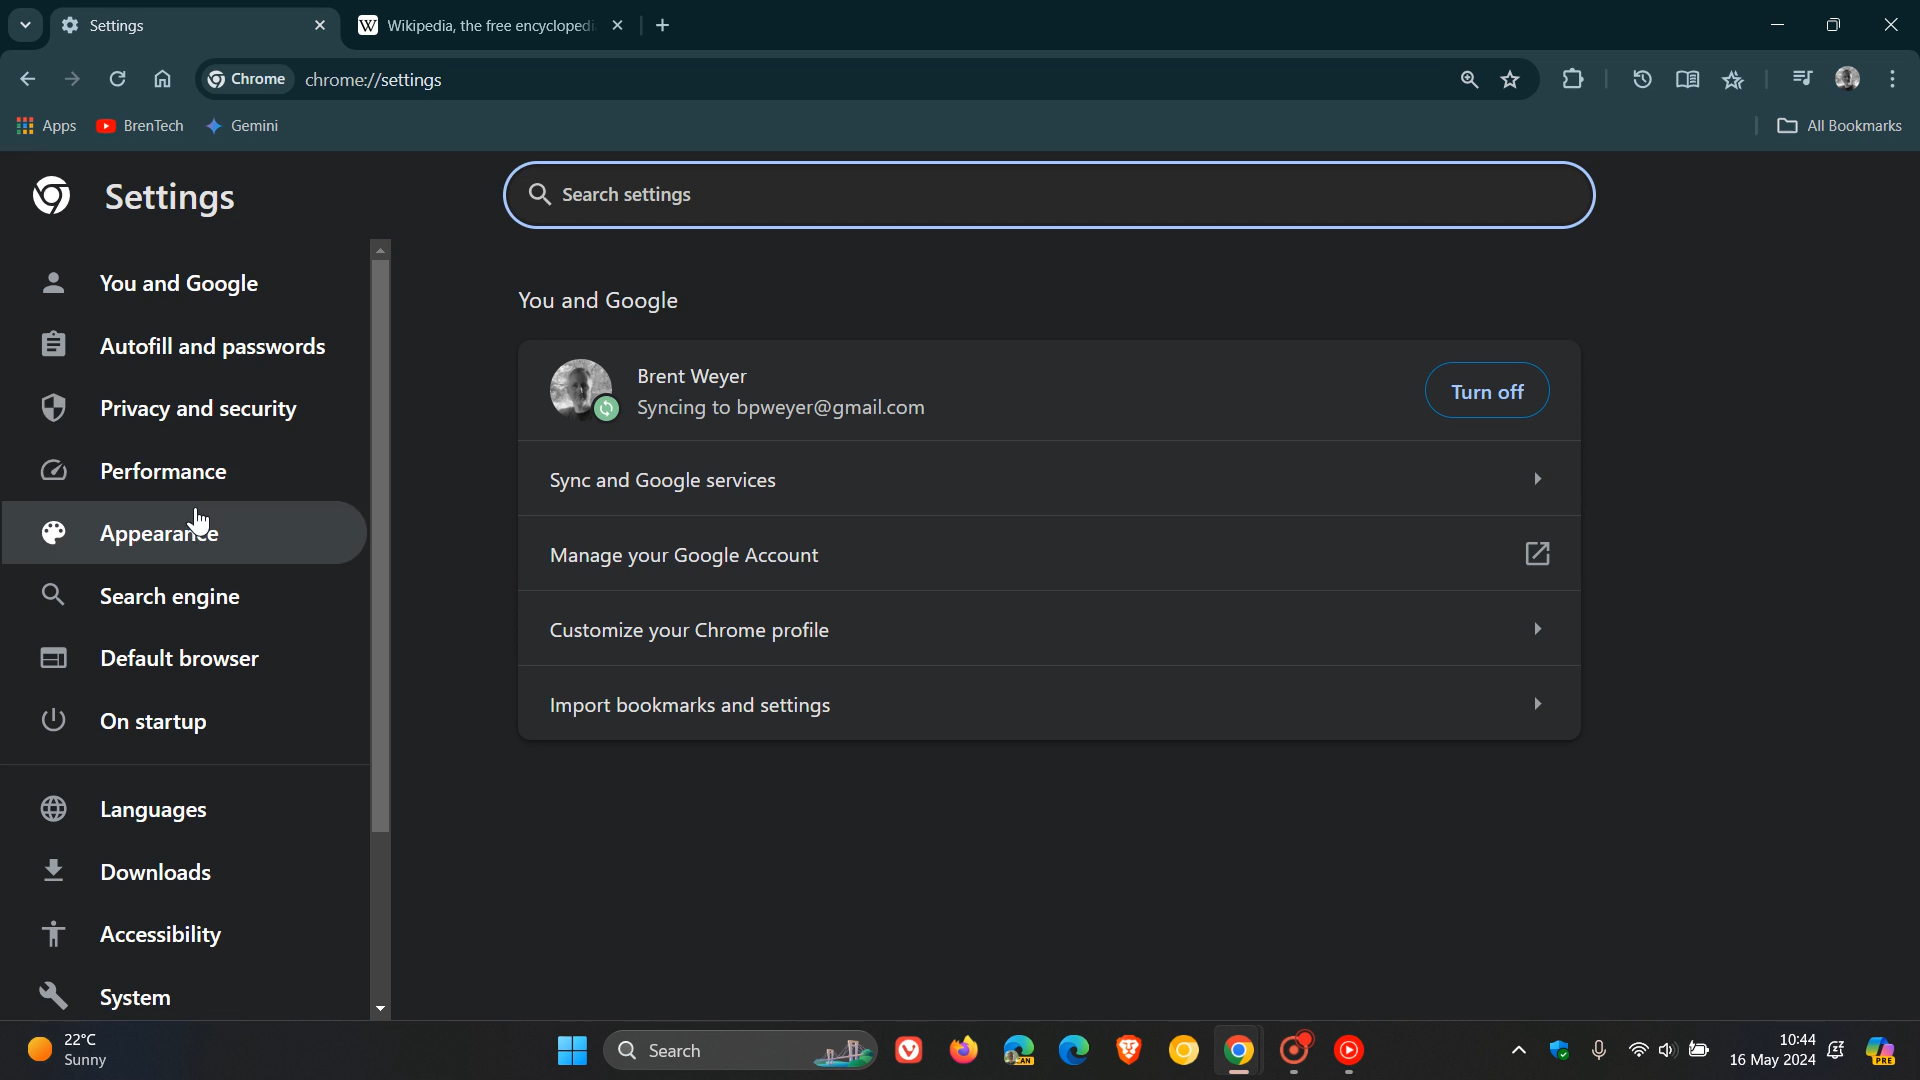 Settings
Wikipedia, the free encycloped
Chrome
chrome://settings
Apps
BrenTech
Gemini
All Bookmarks
Settings
Search settings
You and Google
Autofill and passwords
Privacy and security
Performance
Appearance
Search engine
Default browser
On startup
Languages
Downloads
Accessibility
System
You and Google
Brent Weyer
Syncing to bpweyer@gmail.com
Turn off
Sync and Google services
Manage your Google Account
Customize your Chrome profile
Import bookmarks and settings
22°C
Sunny
Search
CAN
10:44
16 May 2024
PRE